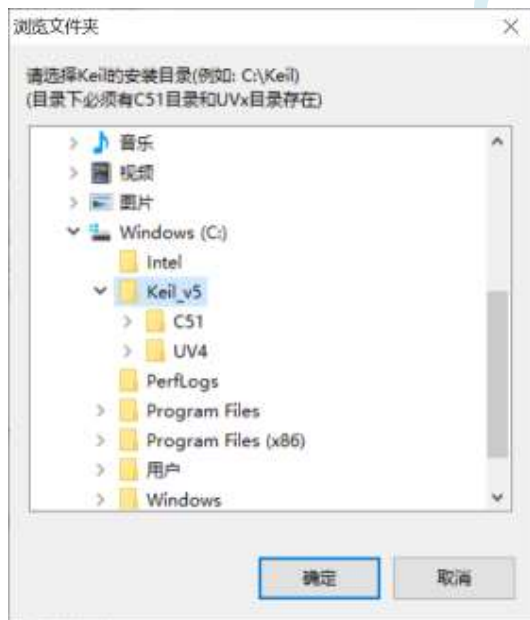 浏览文件夹
请选择Keil的安装目录(例如: C:\Keil)
(目录下必须有C51目录和UVx目录存在)
音乐
视频
图片
Windows (C:)
Intel
Keil_v5
C51
UV4
PerfLogs
Program Files
Program Files (x86)
用户
Windows
确定
取消